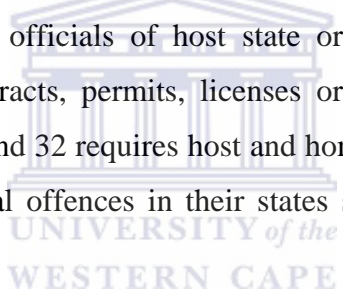 officials of host state or
racts, permits, licenses or
nd 32 requires host and hon
al offences in their states s
UNIVERSITY of the
WESTERN CAPE